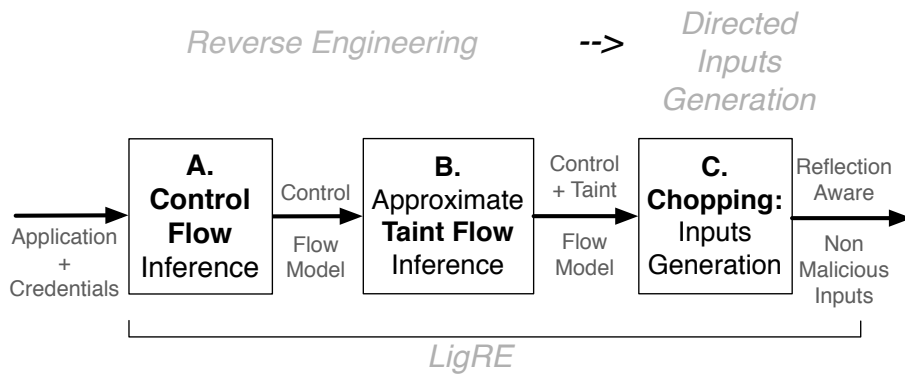 Reverse Engineering
-->
Directed
Inputs
Generation
Application
+
Credentials
A.
Control
Flow
Inference
Control
Flow
Model
B.
Approximate
Taint Flow
Inference
Control
+ Taint
Flow
Model
C.
Chopping:
Inputs
Generation
Reflection
Aware
Non
Malicious
Inputs
LigRE